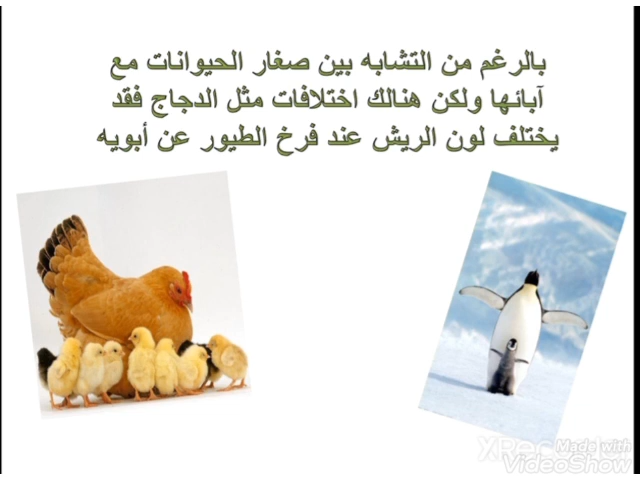 بالرغم من التشابه بين صغار الحيوانات مع
آبائها ولكن هنالك اختلافات مثل الدجاج فقد
يختلف لون الريش عند فرخ الطيور عن أبويه
XRecorder
Made with
VideoShow